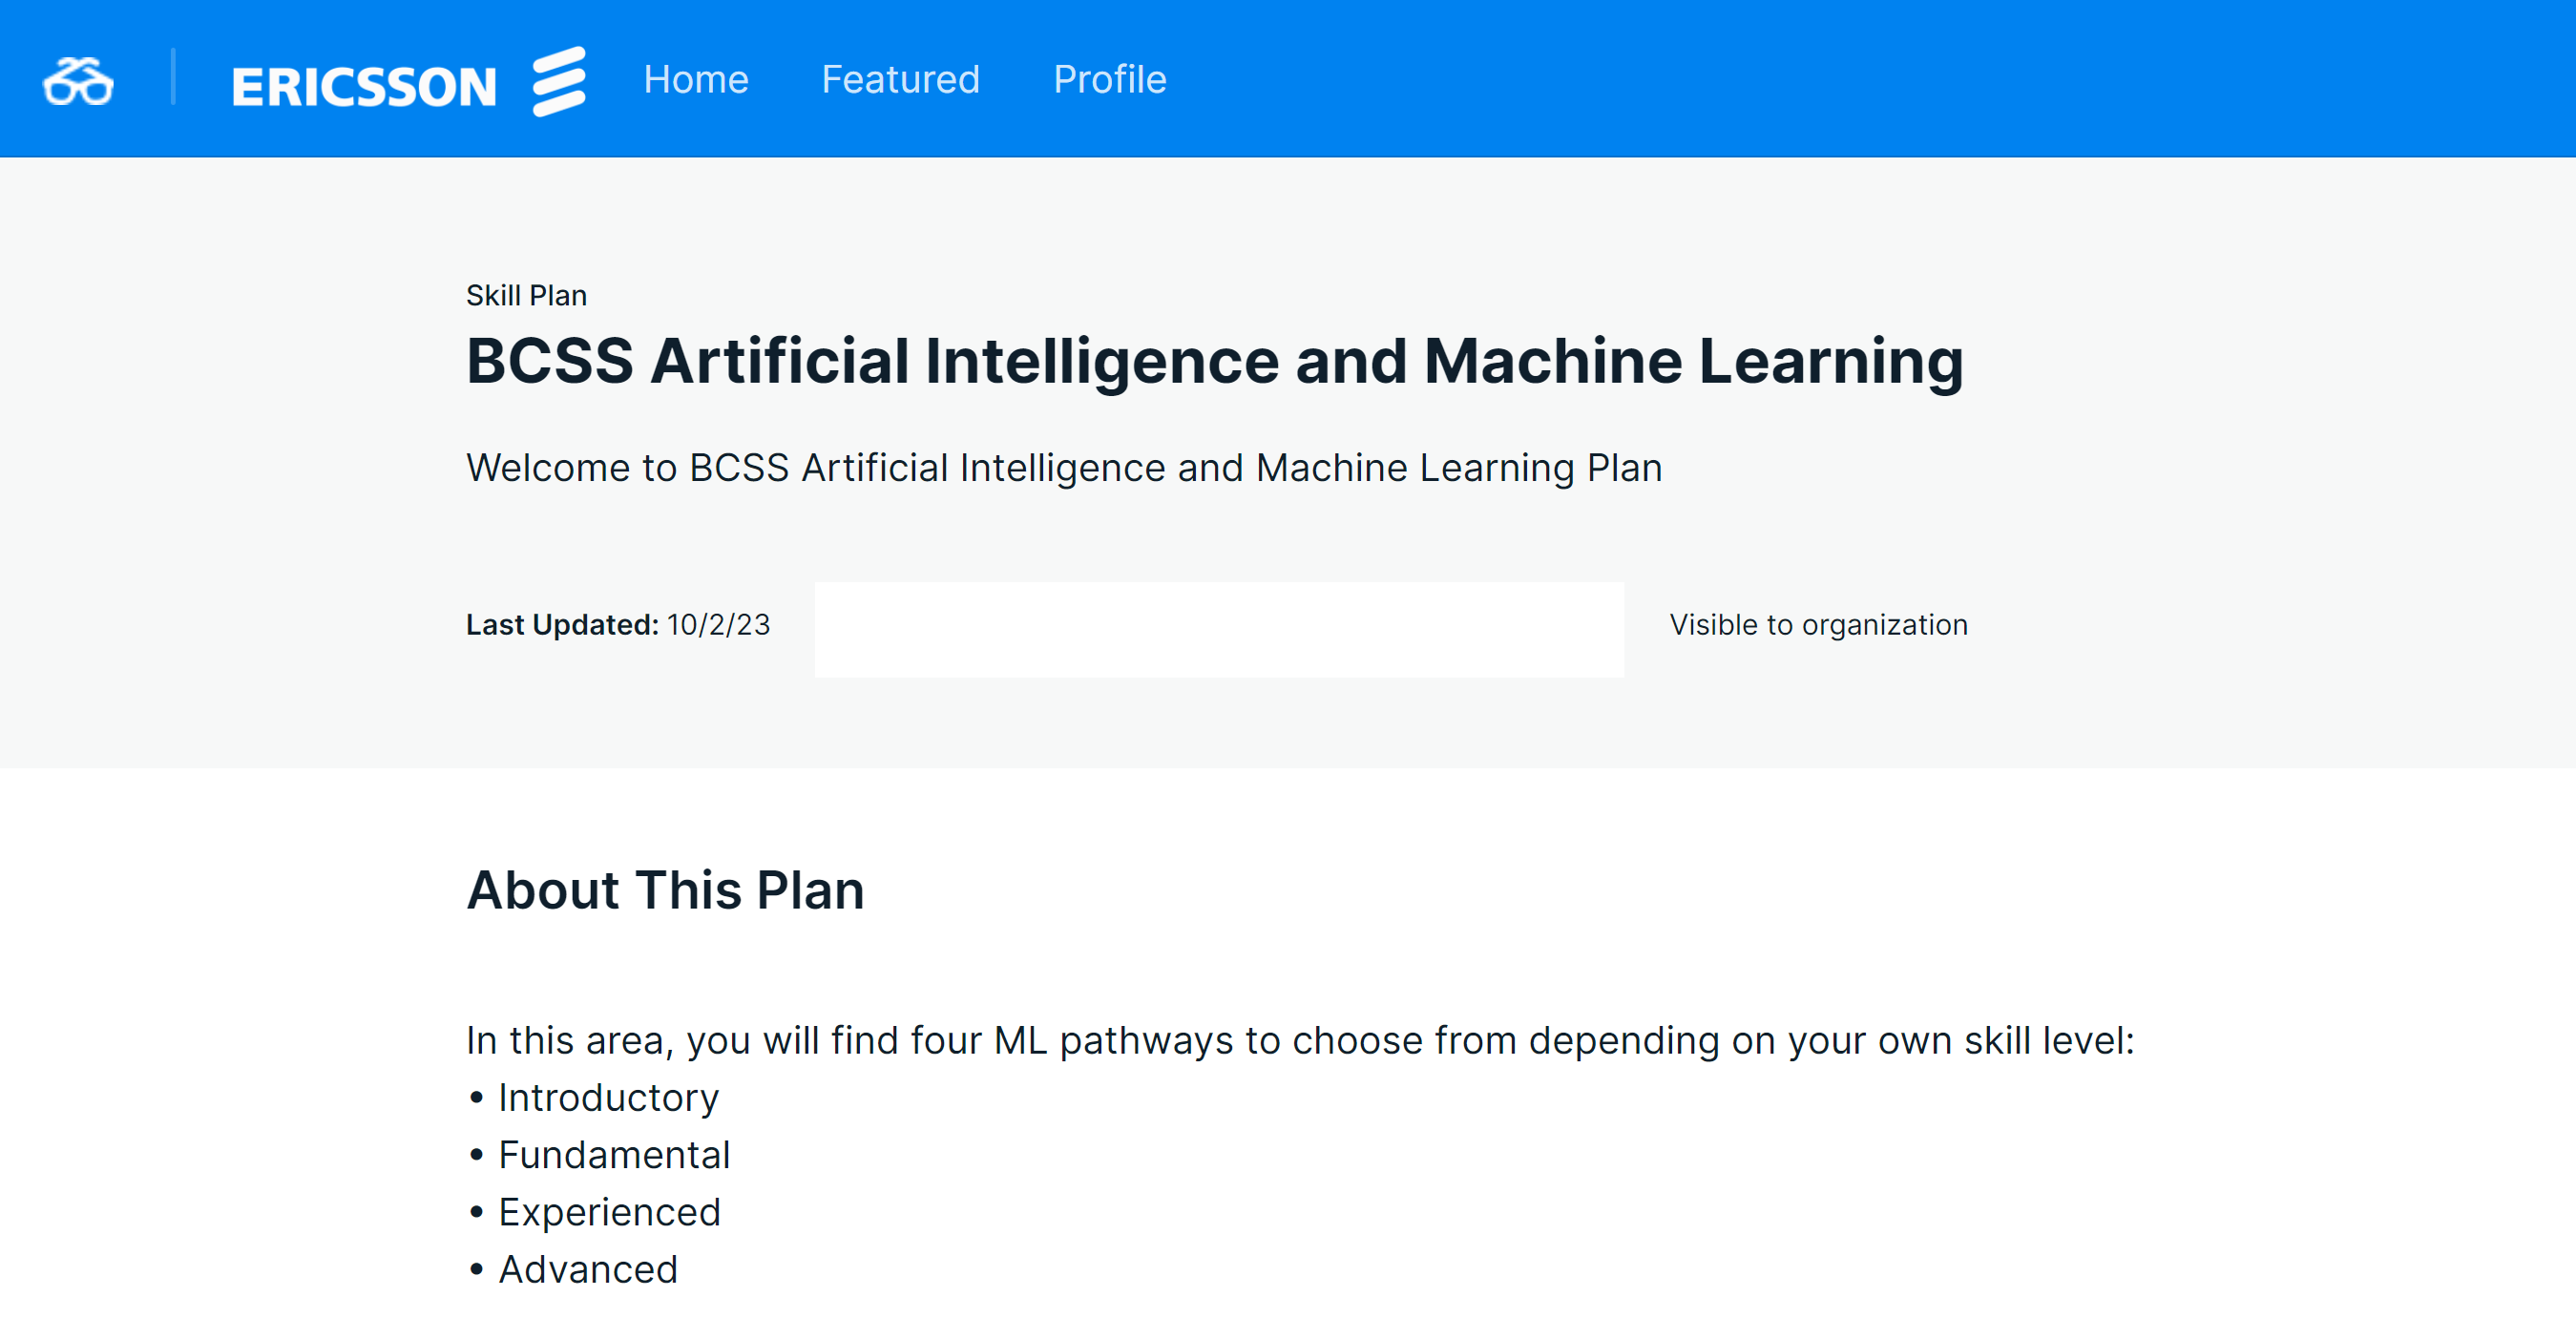 ERICSSON Home Featured Profile
Skill Plan
BCSS Artificial Intelligence and Machine Learning
Welcome to BCSS Artificial Intelligence and Machine Learning Plan
Last Updated: 10/2/23 Visible to organization
About This Plan
In this area, you will find four ML pathways to choose from depending on your own skill level:
• Introductory
• Fundamental
• Experienced
• Advanced